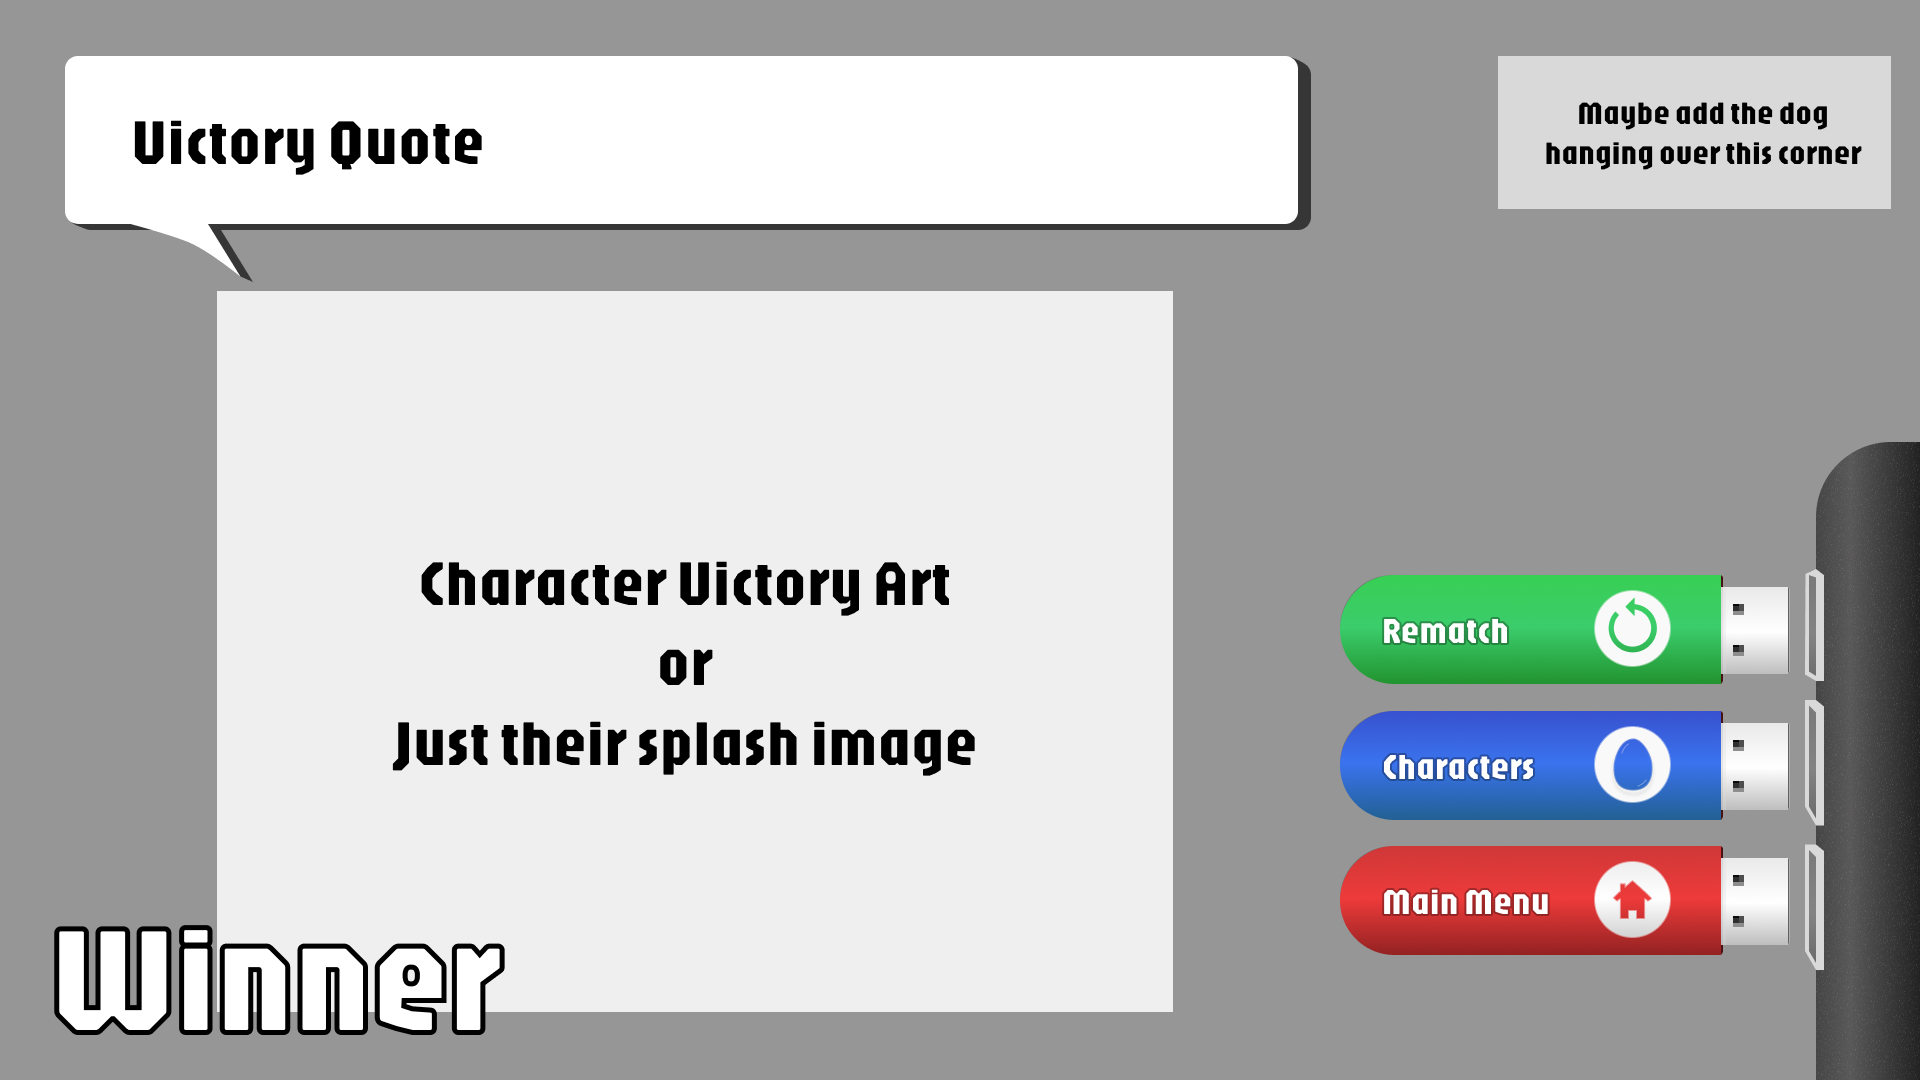 Victory Quote
Maybe add the dog
hanging over this corner
Character Victory Art
or
Just their splash image
Rematch
Characters
Main Menu
Winner